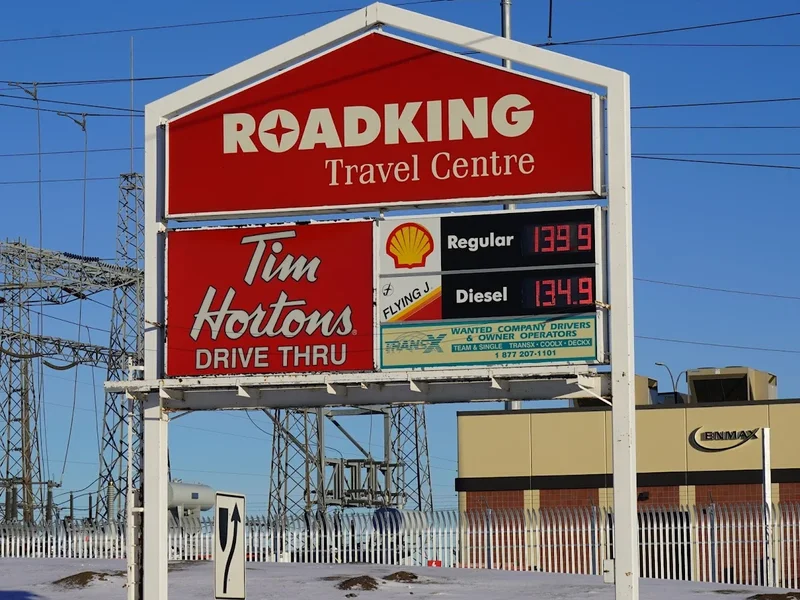 ROADKING
Travel Centre
Tim
Hortons
DRIVE THRU
Regular 139 9
FLYING J
Diesel 134.9
TRANSX
WANTED COMPANY DRIVERS
& OWNER OPERATORS
TEAM & SINGLE TRANSX · COOLX · DECKX
1 877 207-1101
ENMAX